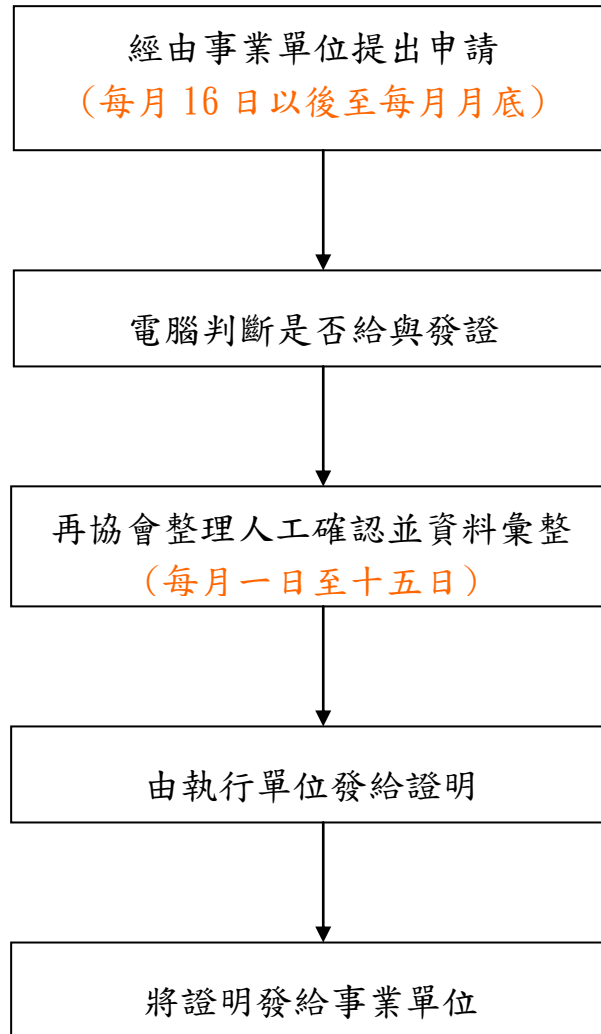 經由事業單位提出申請
(每月 16 日以後至每月月底)
電腦判斷是否給與發證
再協會整理人工確認並資料彙整
(每月一日至十五日)
由執行單位發給證明
將證明發給事業單位